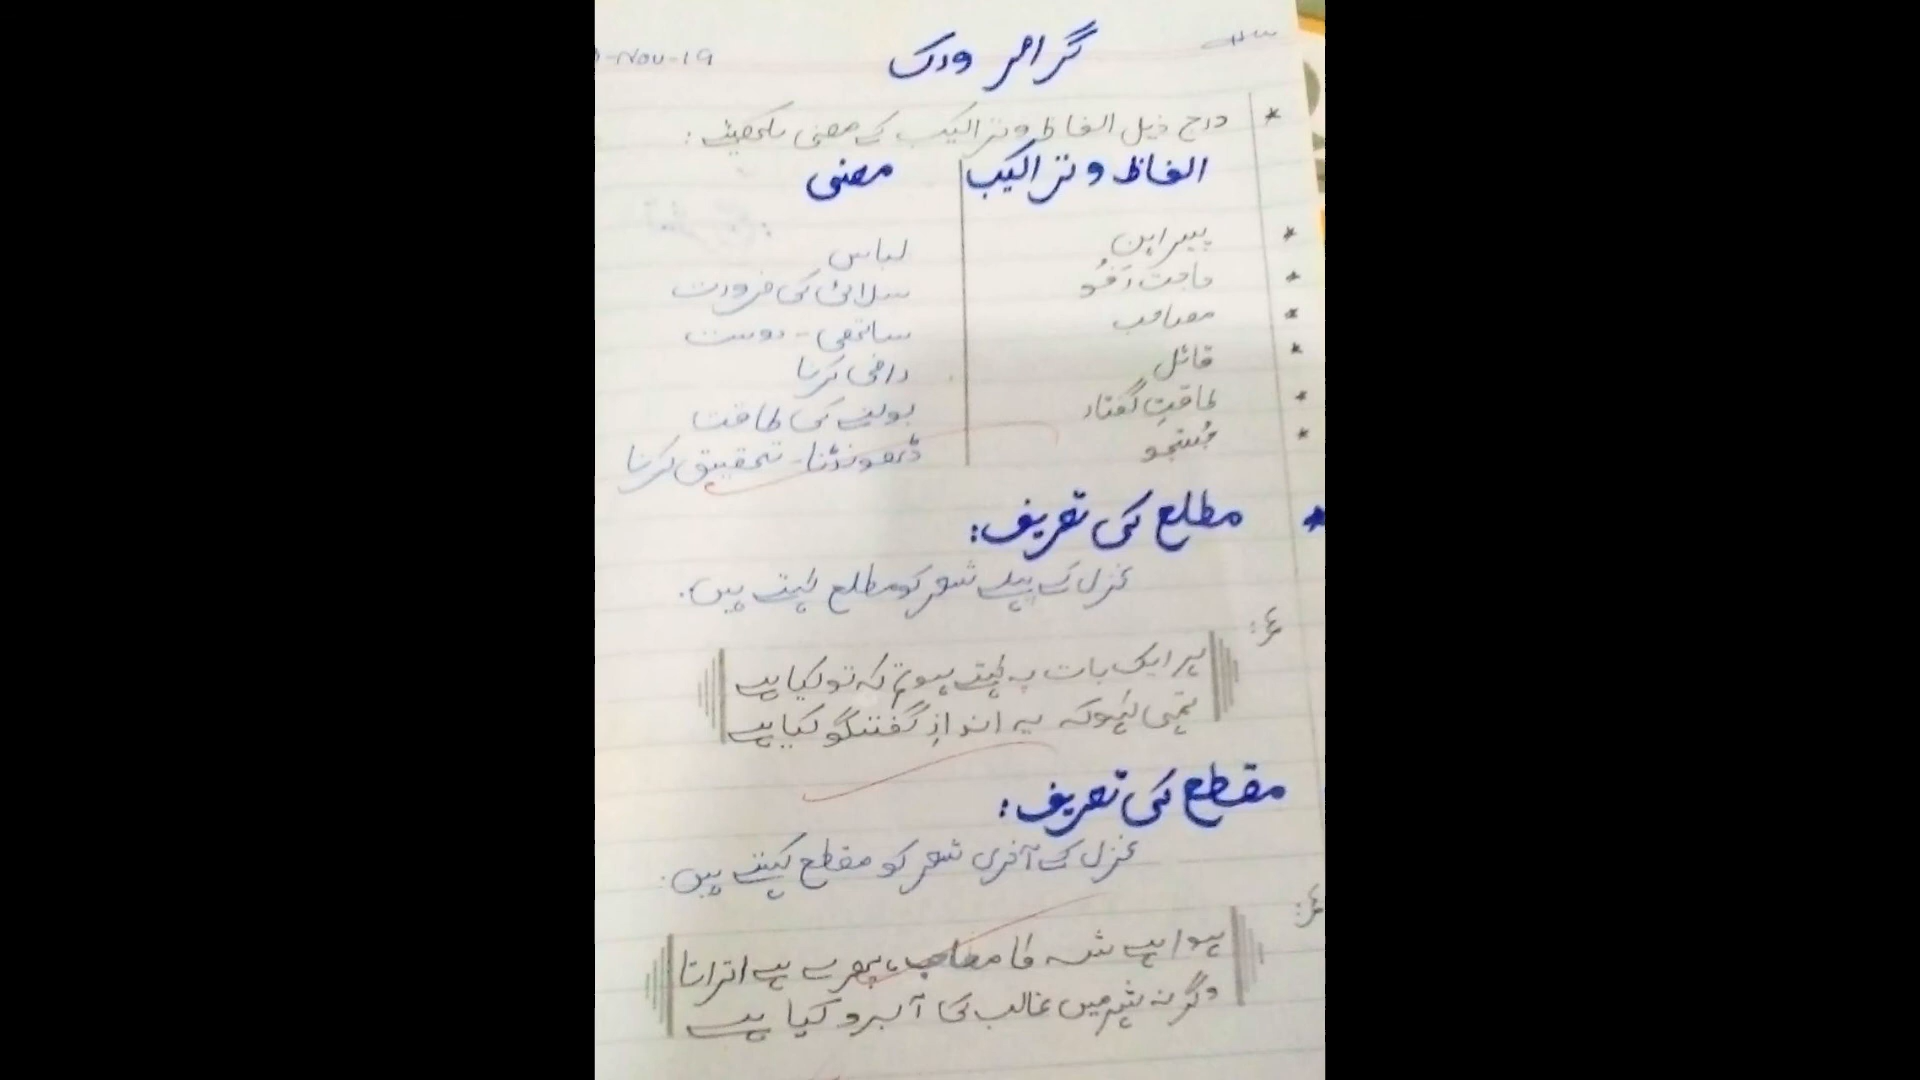 گرامر ورک
-Nov-19
* درج ذیل الفاظ و تراکیب کے معنی لکھیئے:
الفاظ و تراکیب معنی
* پیراہن لباس
* حاجت رَفُو سلائی کی ضرورت
* مصاحب ساتھی - دوست
* قائل راضی کرنا
* طاقتِ گفتار بولنے کی طاقت
* جُستجو ڈھونڈنا - تحقیق کرنا
* مطلع کی تعریف:
غزل کے پہلے شعر کو مطلع کہتے ہیں۔
ع:
ہر ایک بات پہ کہتے ہو تم کہ تو کیا ہے
تمہی کہو کہ یہ اندازِ گفتگو کیا ہے
مقطع کی تعریف:
غزل کے آخری شعر کو مقطع کہتے ہیں۔
ع:
ہوا ہے شہ کا مصاحب، پھرے ہے اتراتا
وگرنہ شہر میں غالب کی آبرو کیا ہے